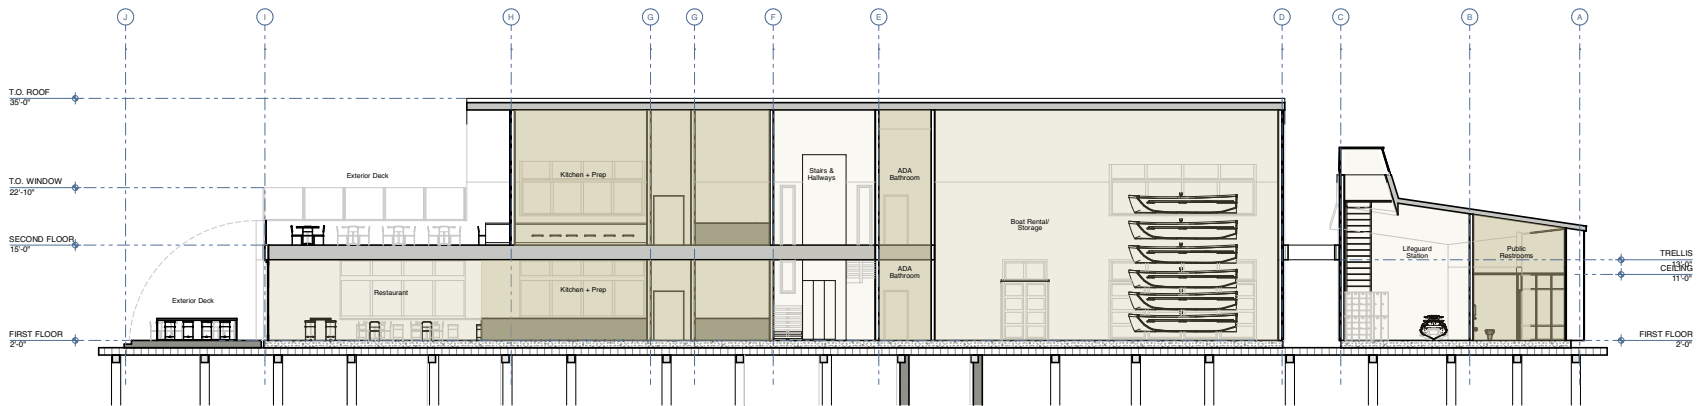 J I H G G F E D C B A
T.O. ROOF
35'-0"
T.O. WINDOW
22'-10"
SECOND FLOOR
15'-0"
FIRST FLOOR
2'-0"
Exterior Deck
Kitchen + Prep
Stairs &
Hallways
ADA
Bathroom
Boat Rental/
Storage
Lifeguard
Station
Public
Restrooms
Exterior Deck
Restaurant
Kitchen + Prep
ADA
Bathroom
TRELLIS
13'-0"
CEILING
11'-0"
FIRST FLOOR
2'-0"